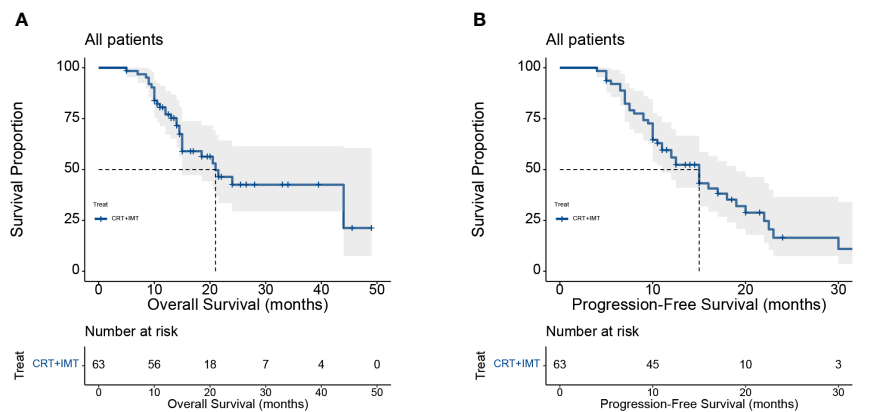 A
All patients
Survival Proportion
100
75
50
25
0
Treat
CRT+IMT
0 10 20 30 40 50
Overall Survival (months)
Number at risk
Treat
CRT+IMT
63 56 18 7 4 0
0 10 20 30 40 50
Overall Survival (months)
B
All patients
Survival Proportion
100
75
50
25
0
Treat
CRT+IMT
0 10 20 30
Progression-Free Survival (months)
Number at risk
Treat
CRT+IMT
63 45 10 3
0 10 20 30
Progression-Free Survival (months)